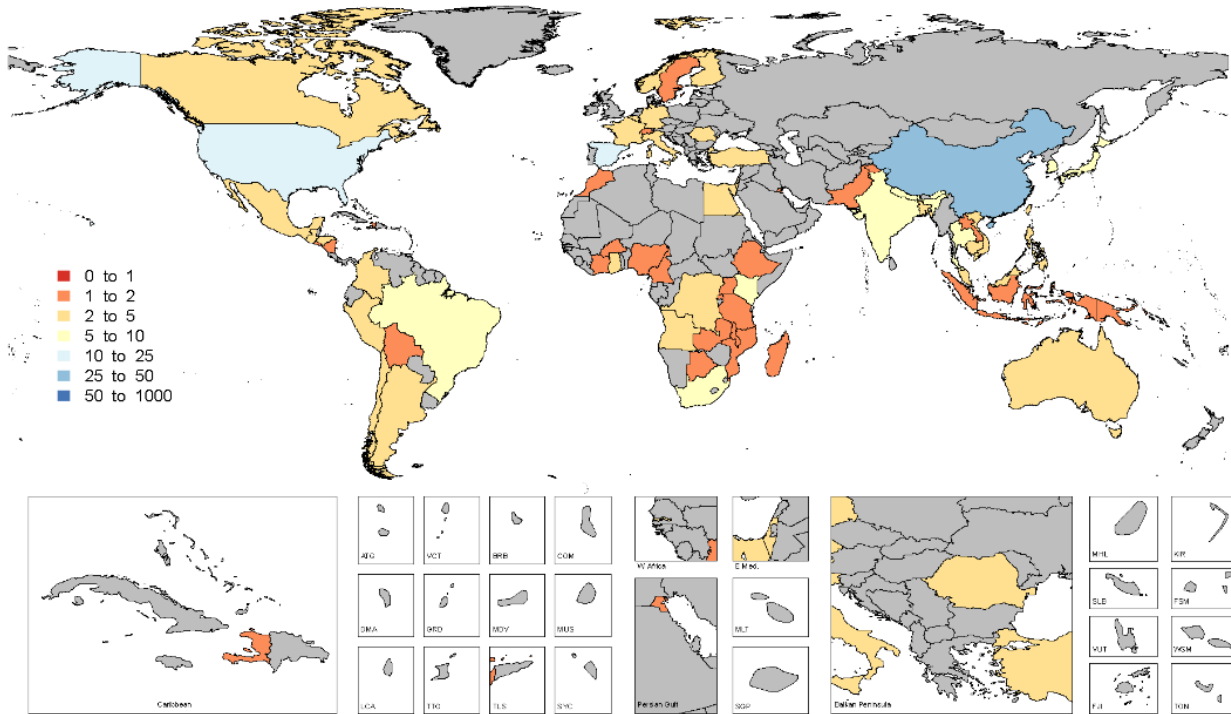 0 to 1
1 to 2
2 to 5
5 to 10
10 to 25
25 to 50
50 to 1000
Caribbean
ATG
VCT
BRB
COM
DMA
GRD
MDV
MUS
LCA
TTO
TLS
SYC
W Africa
E Med.
Persian Gulf
MLT
SGP
Balkan Peninsula
MHL
KIR
SLB
FSM
VUT
WSM
FJI
TON